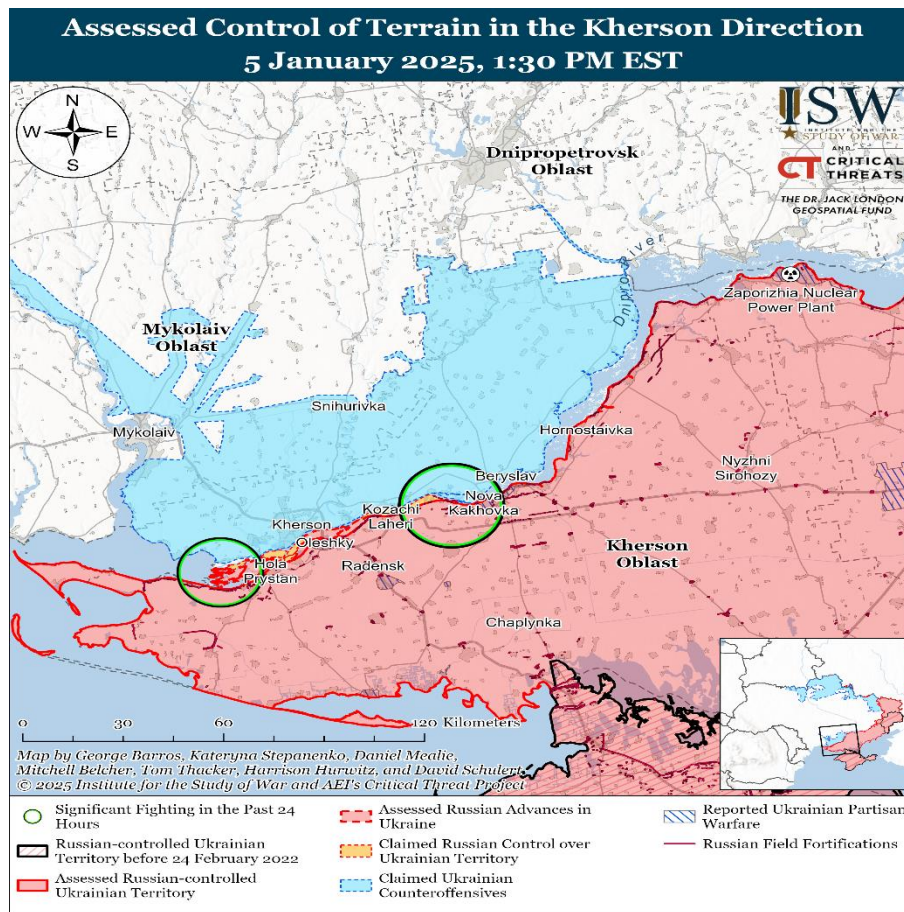 Assessed Control of Terrain in the Kherson Direction
5 January 2025, 1:30 PM EST
N
W
E
S
ISW
INSTITUTE FOR THE
STUDY OF WAR
AND
CT CRITICAL
THREATS
THE DR. JACK LONDON
GEOSPATIAL FUND
Dnipropetrovsk
Oblast
Dnipro River
Zaporizhia Nuclear
Power Plant
Mykolaiv
Oblast
Snihurivka
Mykolaiv
Hornostaivka
Beryslav
Nyzhni
Sirohozy
Nova
Kakhovka
Kozachi
Laheri
Kherson
Oleshky
Hola
Prystan
Radensk
Kherson
Oblast
Chaplynka
0 30 60 120 Kilometers
Map by George Barros, Kateryna Stepanenko, Daniel Mealie,
Mitchell Belcher, Tom Thacker, Harrison Hurwitz, and David Schulert
© 2025 Institute for the Study of War and AEI's Critical Threat Project
Significant Fighting in the Past 24
Hours
Russian-controlled Ukrainian
Territory before 24 February 2022
Assessed Russian-controlled
Ukrainian Territory
Assessed Russian Advances in
Ukraine
Claimed Russian Control over
Ukrainian Territory
Claimed Ukrainian
Counteroffensives
Reported Ukrainian Partisan
Warfare
Russian Field Fortifications